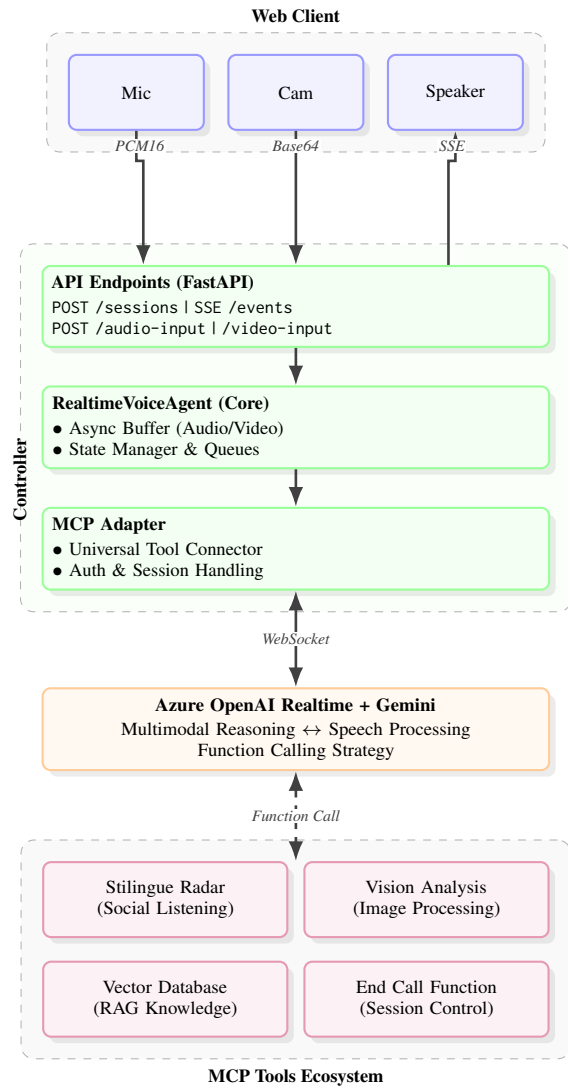 Web Client
Mic
Cam
Speaker
PCM16
Base64
SSE
Controller
API Endpoints (FastAPI)
POST /sessions | SSE /events
POST /audio-input | /video-input
RealtimeVoiceAgent (Core)
● Async Buffer (Audio/Video)
● State Manager & Queues
MCP Adapter
● Universal Tool Connector
● Auth & Session Handling
WebSocket
Azure OpenAI Realtime + Gemini
Multimodal Reasoning ↔ Speech Processing
Function Calling Strategy
Function Call
Stilingue Radar
(Social Listening)
Vision Analysis
(Image Processing)
Vector Database
(RAG Knowledge)
End Call Function
(Session Control)
MCP Tools Ecosystem